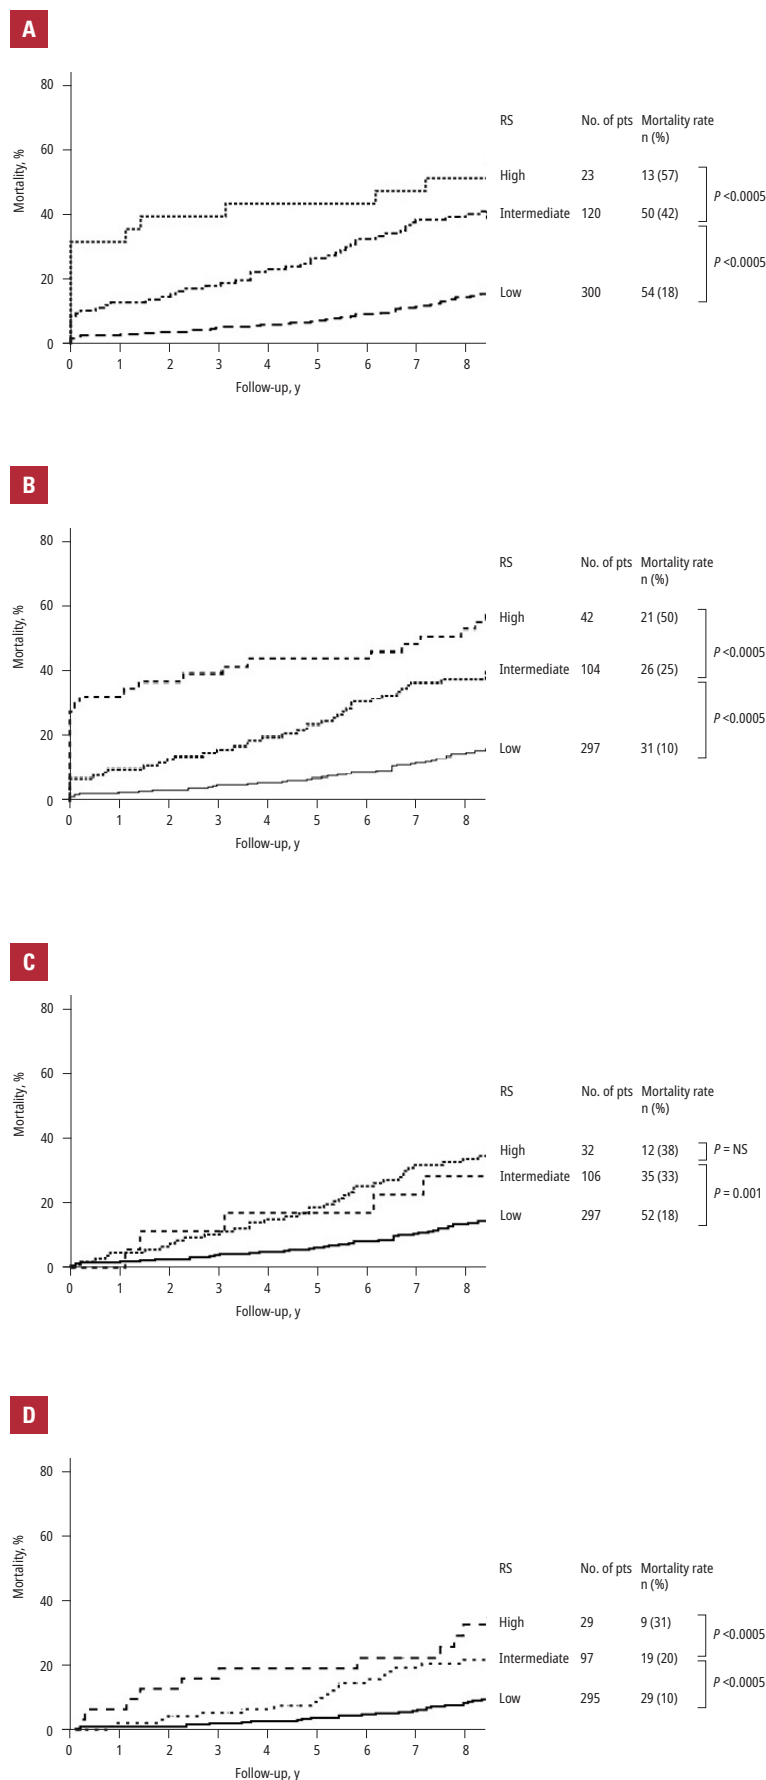 A
80
60
40
20
0
Mortality, %
0 1 2 3 4 5 6 7 8
Follow-up, y
RS No. of pts Mortality rate
n (%)
High 23 13 (57)
P <0.0005
Intermediate 120 50 (42)
P <0.0005
Low 300 54 (18)
B
80
60
40
20
0
Mortality, %
0 1 2 3 4 5 6 7 8
Follow-up, y
RS No. of pts Mortality rate
n (%)
High 42 21 (50)
P <0.0005
Intermediate 104 26 (25)
P <0.0005
Low 297 31 (10)
C
80
60
40
20
0
Mortality, %
0 1 2 3 4 5 6 7 8
Follow-up, y
RS No. of pts Mortality rate
n (%)
High 32 12 (38)
P = NS
Intermediate 106 35 (33)
P = 0.001
Low 297 52 (18)
D
80
60
40
20
0
Mortality, %
0 1 2 3 4 5 6 7 8
Follow-up, y
RS No. of pts Mortality rate
n (%)
High 29 9 (31)
P <0.0005
Intermediate 97 19 (20)
P <0.0005
Low 295 29 (10)